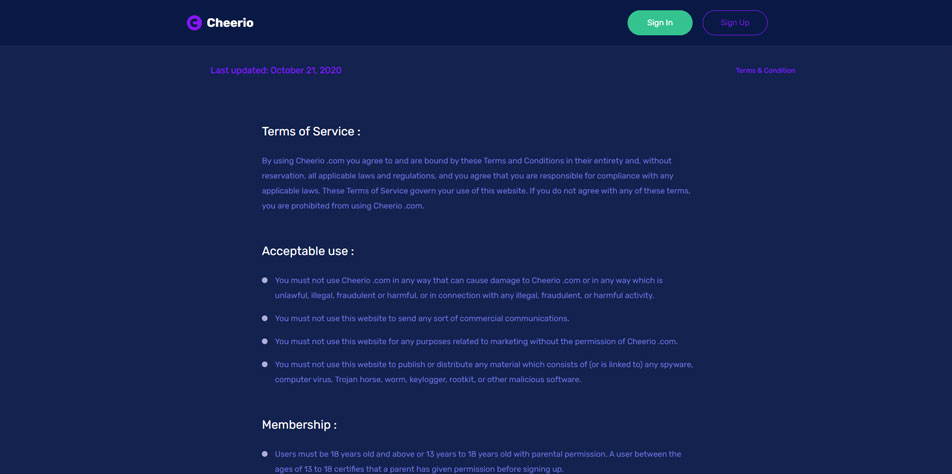 Cheerio
Sign In
Sign Up
Last updated: October 21, 2020
Terms & Condition
Terms of Service :
By using Cheerio .com you agree to and are bound by these Terms and Conditions in their entirety and, without
reservation, all applicable laws and regulations, and you agree that you are responsible for compliance with any
applicable laws. These Terms of Service govern your use of this website. If you do not agree with any of these terms,
you are prohibited from using Cheerio .com.
Acceptable use :
You must not use Cheerio .com in any way that can cause damage to Cheerio .com or in any way which is
unlawful, illegal, fraudulent or harmful, or in connection with any illegal, fraudulent, or harmful activity.
You must not use this website to send any sort of commercial communications.
You must not use this website for any purposes related to marketing without the permission of Cheerio .com.
You must not use this website to publish or distribute any material which consists of (or is linked to) any spyware,
computer virus, Trojan horse, worm, keylogger, rootkit, or other malicious software.
Membership :
Users must be 18 years old and above or 13 years to 18 years old with parental permission. A user between the
ages of 13 to 18 certifies that a parent has given permission before signing up.